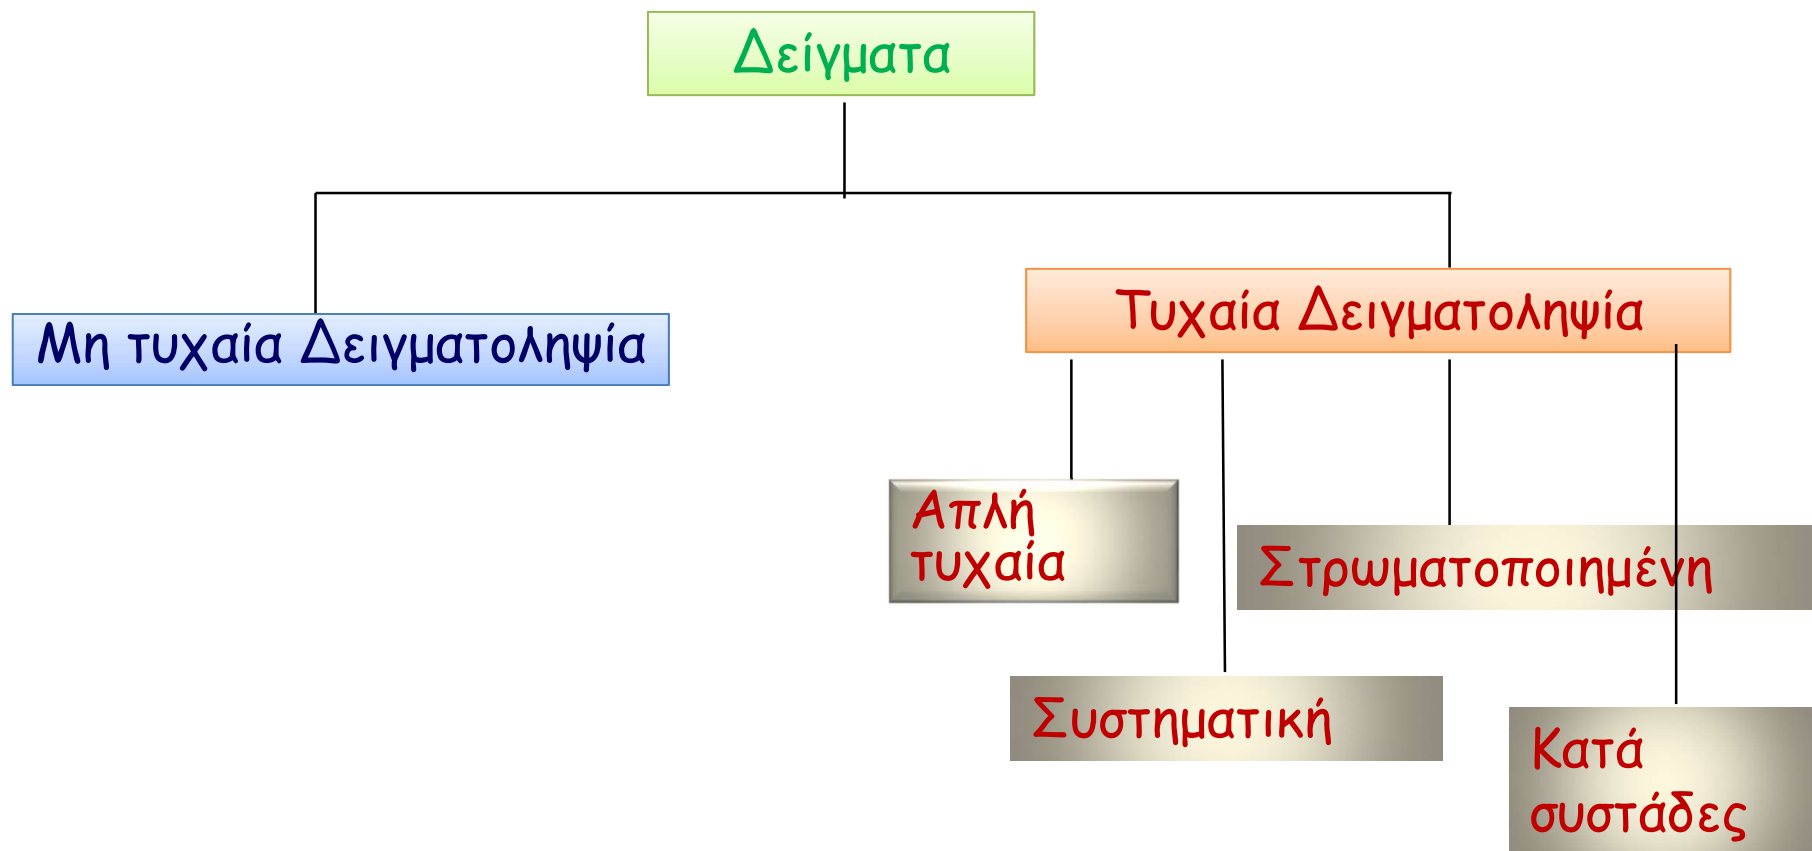 Δείγματα
Μη τυχαία Δειγματοληψία
Τυχαία Δειγματοληψία
Απλή
τυχαία
Στρωματοποιημένη
Συστηματική
Κατά
συστάδες